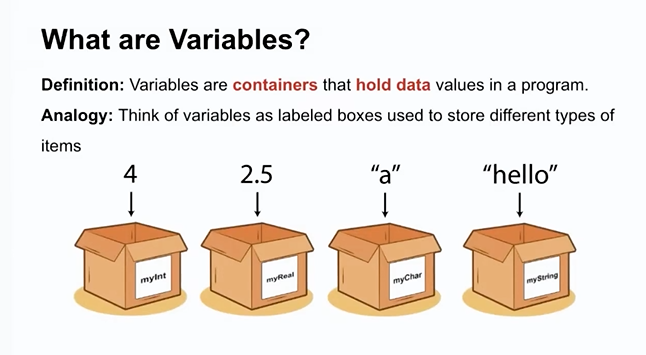 What are Variables?
Definition: Variables are containers that hold data values in a program.
Analogy: Think of variables as labeled boxes used to store different types of
items
4 2.5 “a” “hello”
myInt myReal myChar myString